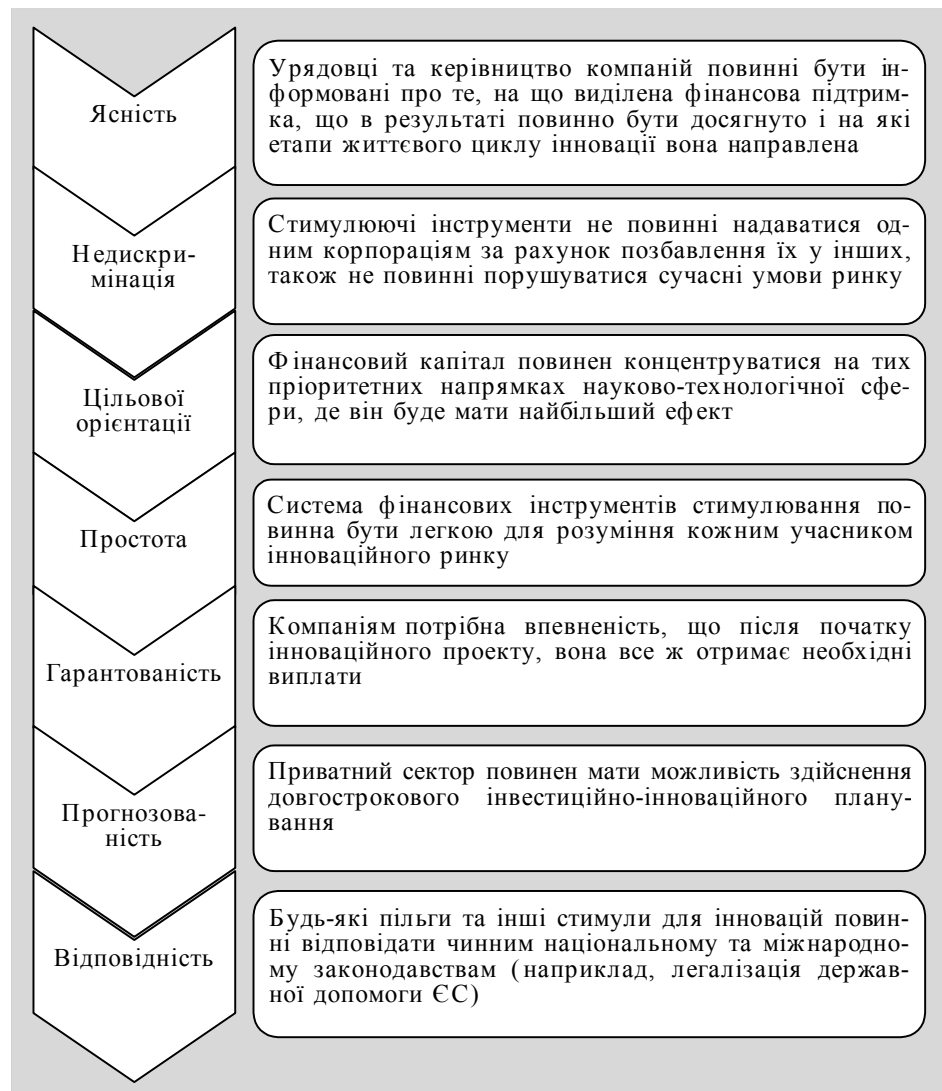 Ясність
Урядовці та керівництво компаній повинні бути ін-
формовані про те, на що виділена фінансова підтрим-
ка, що в результаті повинно бути досягнуто і на які
етапи життєвого циклу інновації вона направлена
Недискри-
мінація
Стимулюючі інструменти не повинні надаватися од-
ним корпораціям за рахунок позбавлення їх у інших,
також не повинні порушуватися сучасні умови ринку
Цільової
орієнтації
Фінансовий капітал повинен концентруватися на тих
пріоритетних напрямках науково-технологічної сфе-
ри, де він буде мати найбільший ефект
Простота
Система фінансових інструментів стимулювання по-
винна бути легкою для розуміння кожним учасником
інноваційного ринку
Гарантованість
Компаніям потрібна впевненість, що після початку
інноваційного проекту, вона все ж отримає необхідні
виплати
Прогнозова-
ність
Приватний сектор повинен мати можливість здійснення
довгострокового інвестиційно-інноваційного плану-
вання
Відповідність
Будь-які пільги та інші стимули для інновацій повин-
ні відповідати чинним національному та міжнародно-
му законодавствам (наприклад, легалізація держав-
ної допомоги ЄС)